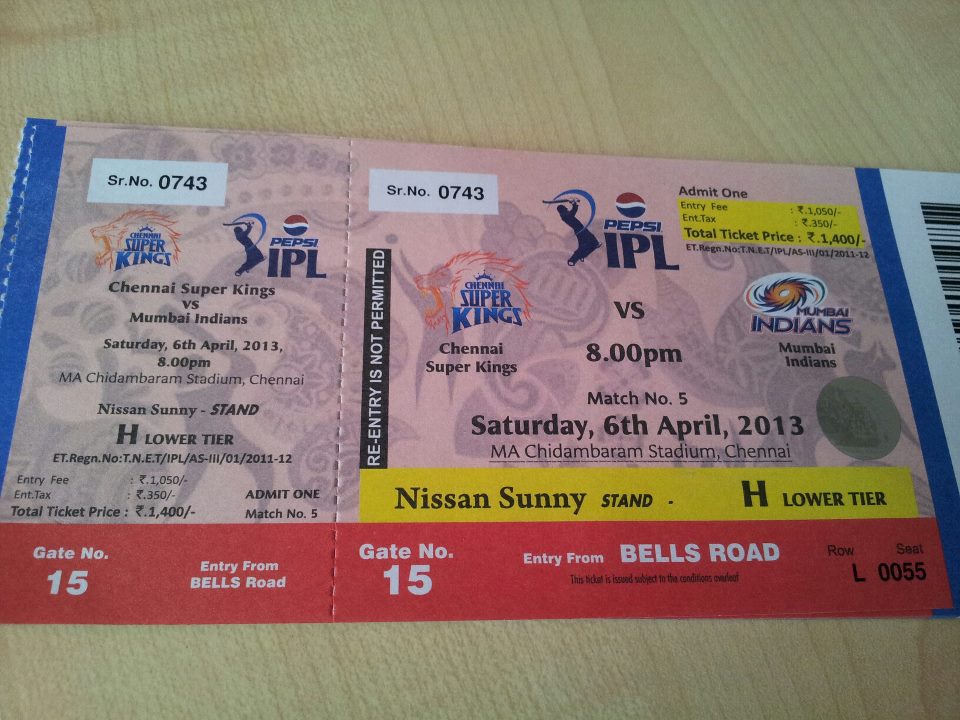 Sr.No. 0743
CHENNAI
SUPER
KINGS
PEPSI
IPL
Chennai Super Kings
vs
Mumbai Indians
Saturday, 6th April, 2013,
8.00pm
MA Chidambaram Stadium, Chennai
Nissan Sunny - STAND
H LOWER TIER
ET.Regn.No:T.N.E.T/IPL/AS-III/01/2011-12
Entry Fee : ₹.1,050/-
Ent.Tax : ₹.350/-
Total Ticket Price : ₹.1,400/-
ADMIT ONE
Match No. 5
Gate No.
15
Entry From
BELLS Road
RE-ENTRY IS NOT PERMITTED
Sr.No. 0743
PEPSI
IPL
Admit One
Entry Fee : ₹.1,050/-
Ent.Tax : ₹.350/-
Total Ticket Price : ₹.1,400/-
ET.Regn.No:T.N.E.T/IPL/AS-III/01/2011-12
CHENNAI
SUPER
KINGS
Chennai
Super Kings
VS
8.00pm
MUMBAI
INDIANS
Mumbai
Indians
Match No. 5
Saturday, 6th April, 2013
MA Chidambaram Stadium, Chennai
Nissan Sunny STAND - H LOWER TIER
Gate No.
15
Entry From BELLS ROAD
This ticket is issued subject to the conditions overleaf
Row Seat
L 0055